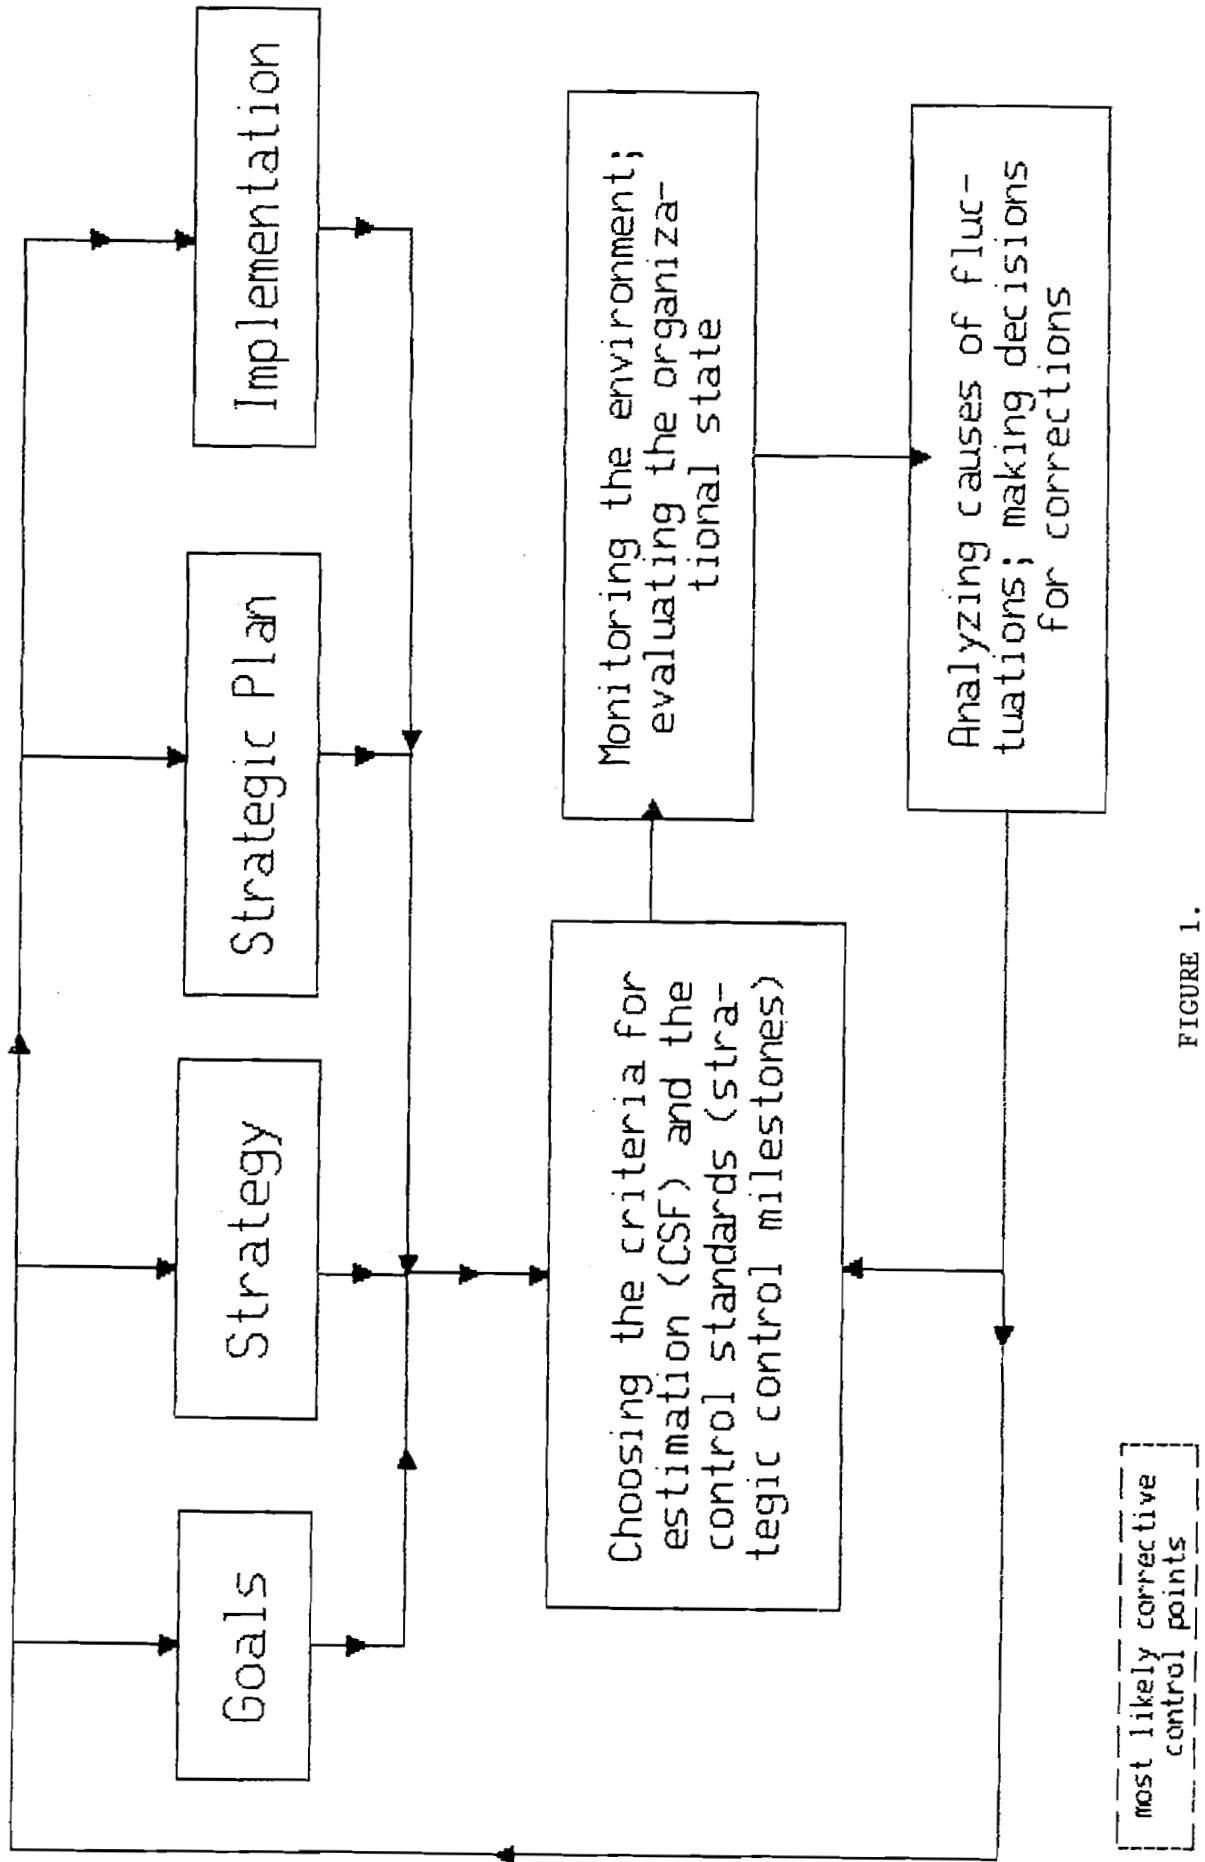 Goals
Strategy
Strategic Plan
Implementation
Choosing the criteria for
estimation (CSF) and the
control standards (stra-
tegic control milestones)
Monitoring the environment;
evaluating the organiza-
tional state
Analyzing causes of fluc-
tuations; making decisions
for corrections
most likely corrective
control points
FIGURE 1.